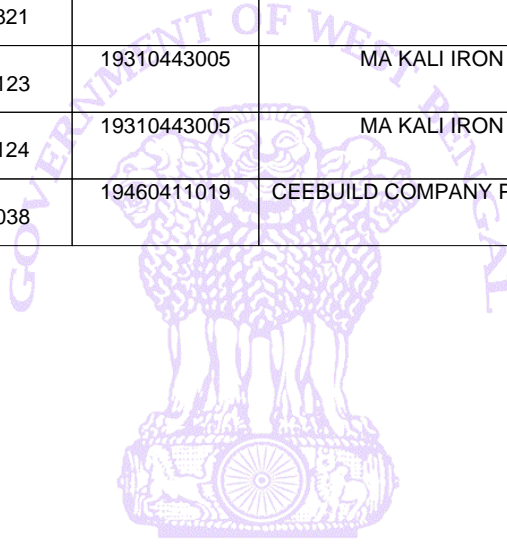 321
19310443005 MA KALI IRON
123
19310443005 MA KALI IRON
124
19460411019 CEEBUILD COMPANY P
038
GOVERNMENT OF WEST BENGAL